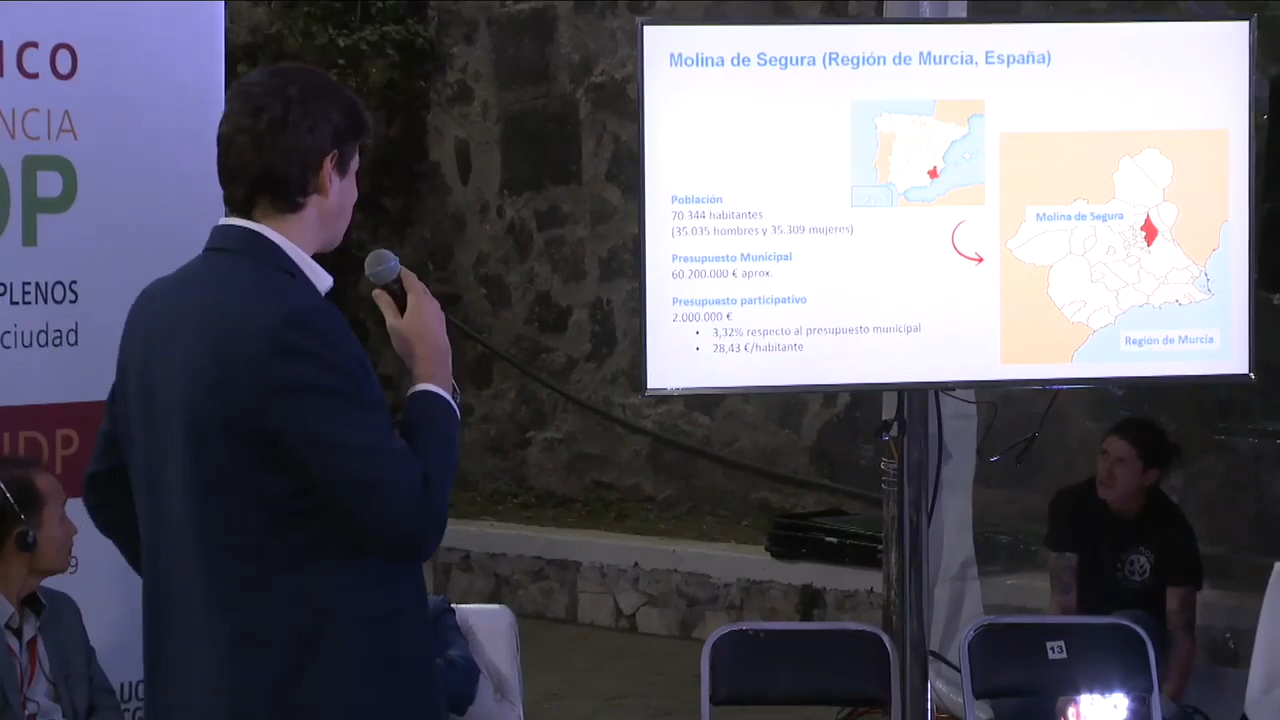 ICO
NCIA
DP
PLENOS
ciudad
IDP
9
UC
Molina de Segura (Región de Murcia, España)
Población
70.344 habitantes
(35.035 hombres y 35.309 mujeres)
Presupuesto Municipal
60.200.000 € aprox.
Presupuesto participativo
2.000.000 €
• 3,32% respecto al presupuesto municipal
• 28,43 €/habitante
Molina de Segura
Región de Murcia
13